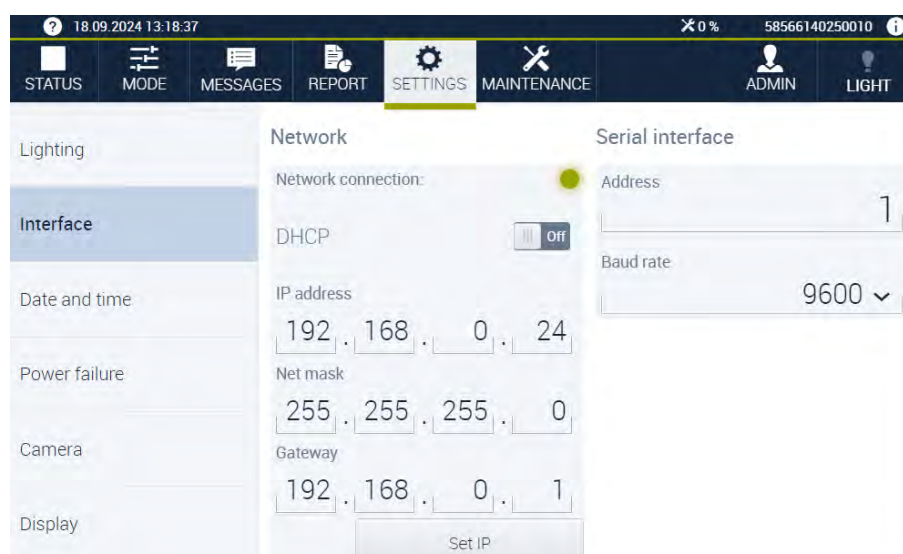 ? 18.09.2024 13:18:37 0 % 58566140250010 i
STATUS MODE MESSAGES REPORT SETTINGS MAINTENANCE ADMIN LIGHT
Lighting
Interface
Date and time
Power failure
Camera
Display
Network
Network connection:
DHCP Off
IP address
192 . 168 . 0 . 24
Net mask
255 . 255 . 255 . 0
Gateway
192 . 168 . 0 . 1
Set IP
Serial interface
Address
1
Baud rate
9600